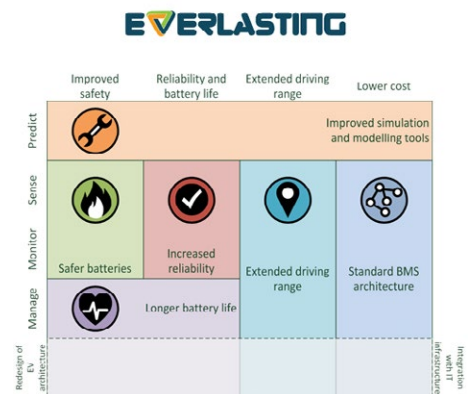 EVERLASTING
Improved
safety
Reliability and
battery life
Extended driving
range
Lower cost
Predict
Improved simulation
and modelling tools
Sense
Monitor
Safer batteries
Increased
reliability
Extended driving
range
Standard BMS
architecture
Manage
Longer battery life
Redesign of
EV
architecture
Integration
with IT
infrastructure